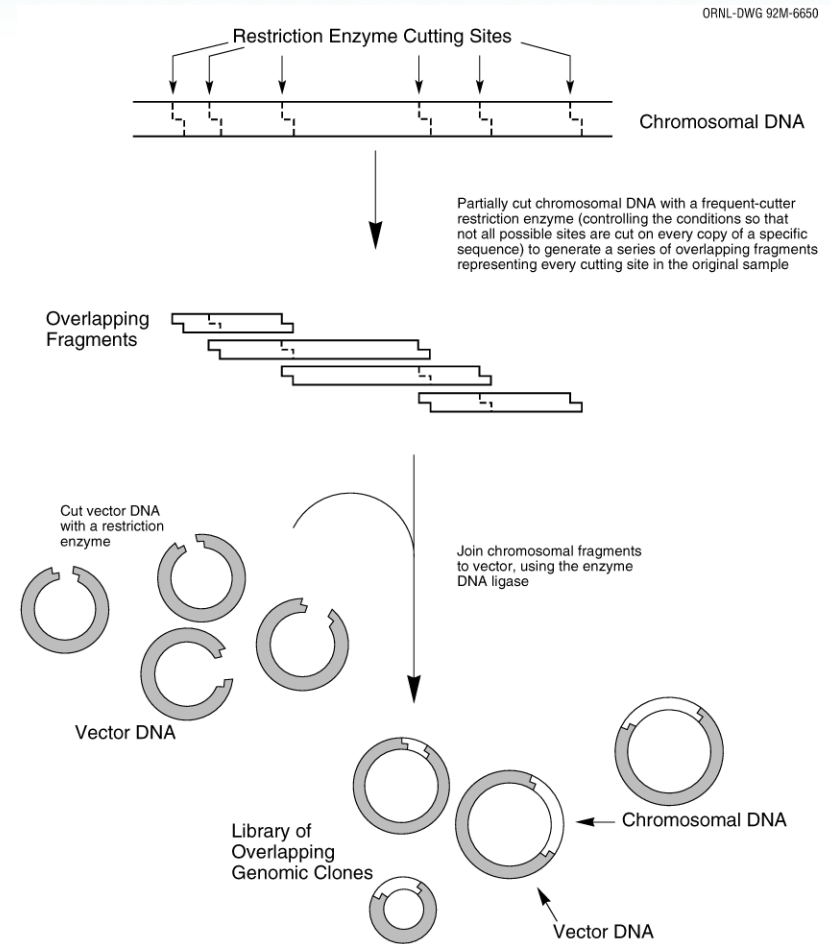 ORNL-DWG 92M-6650
Restriction Enzyme Cutting Sites
Chromosomal DNA
Partially cut chromosomal DNA with a frequent-cutter
restriction enzyme (controlling the conditions so that
not all possible sites are cut on every copy of a specific
sequence) to generate a series of overlapping fragments
representing every cutting site in the original sample
Overlapping
Fragments
Cut vector DNA
with a restriction
enzyme
Join chromosomal fragments
to vector, using the enzyme
DNA ligase
Vector DNA
Chromosomal DNA
Library of
Overlapping
Genomic Clones
Vector DNA